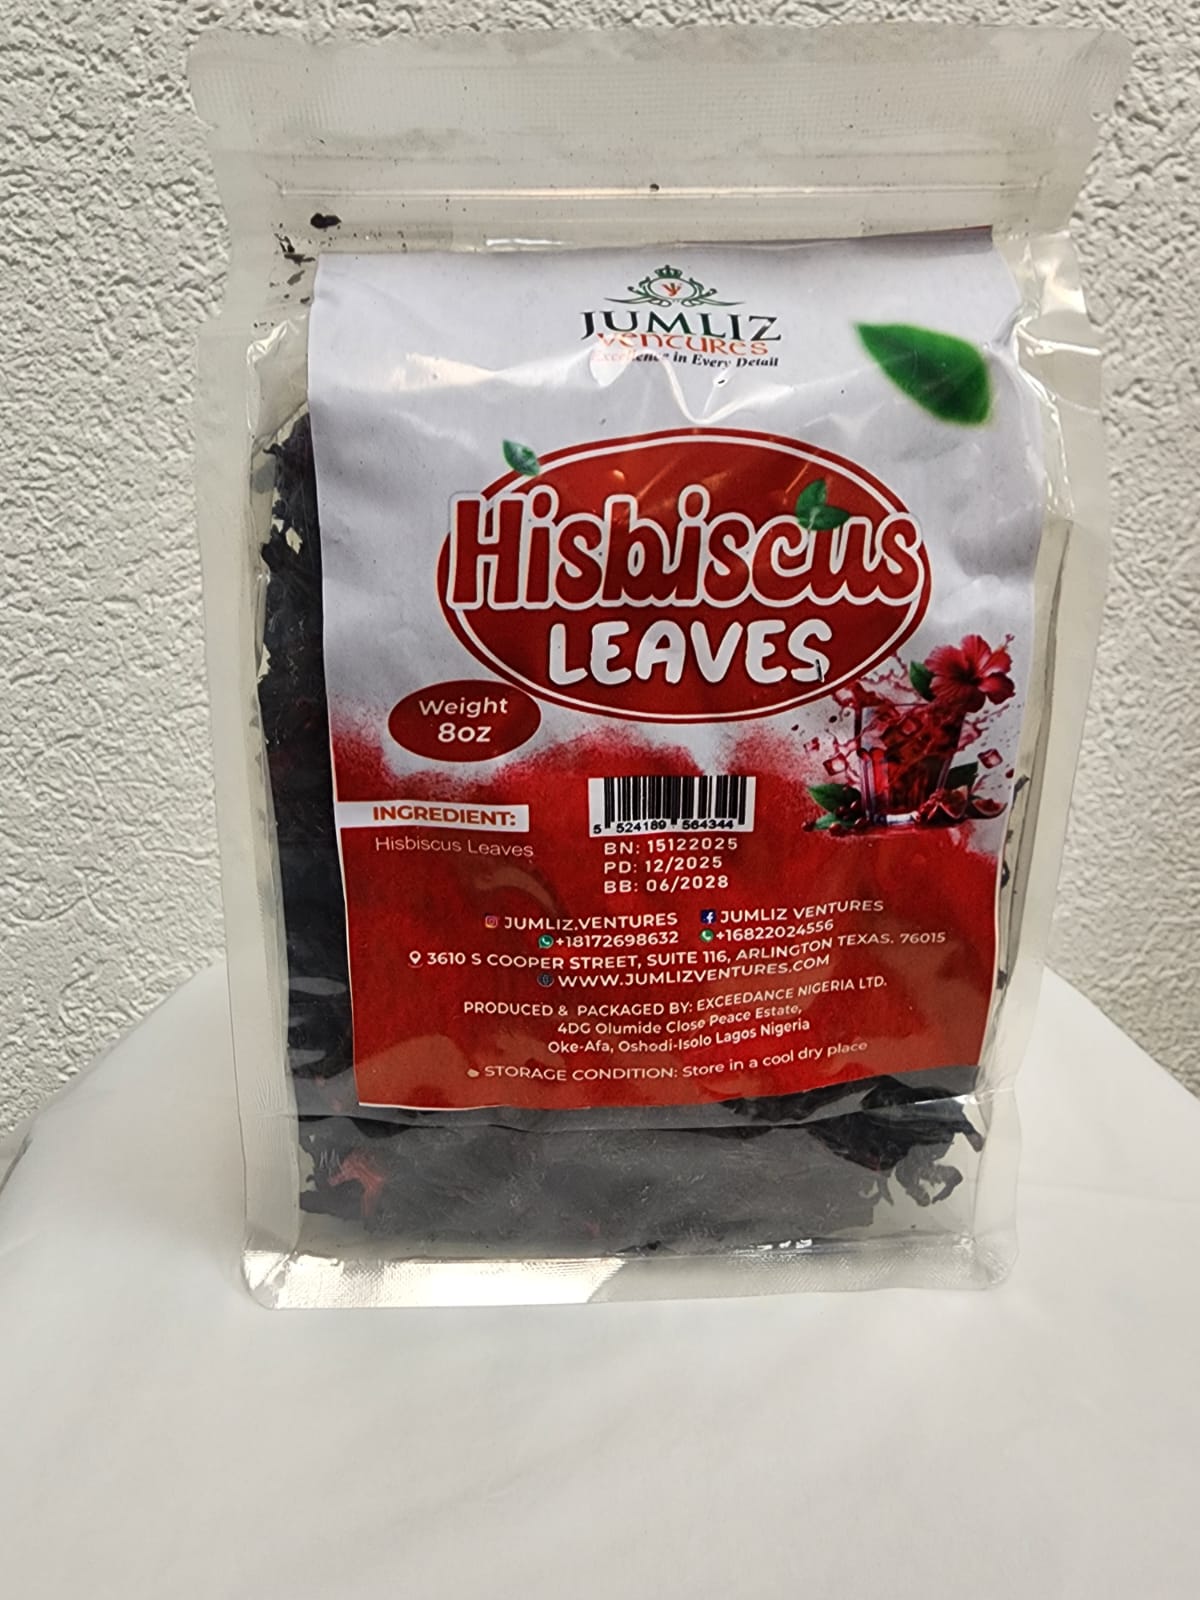 JUMLIZ
VENTURES
Excellence in Every Detail
Hisbiscus
LEAVES
Weight
8oz
INGREDIENT:
Hisbiscus Leaves
5 524189 564344
BN: 15122025
PD: 12/2025
BB: 06/2028
JUMLIZ.VENTURES JUMLIZ VENTURES
+18172698632 +16822024556
3610 S COOPER STREET, SUITE 116, ARLINGTON TEXAS. 76015
WWW.JUMLIZVENTURES.COM
PRODUCED & PACKAGED BY: EXCEEDANCE NIGERIA LTD.
4DG Olumide Close Peace Estate,
Oke-Afa, Oshodi-Isolo Lagos Nigeria
STORAGE CONDITION: Store in a cool dry place